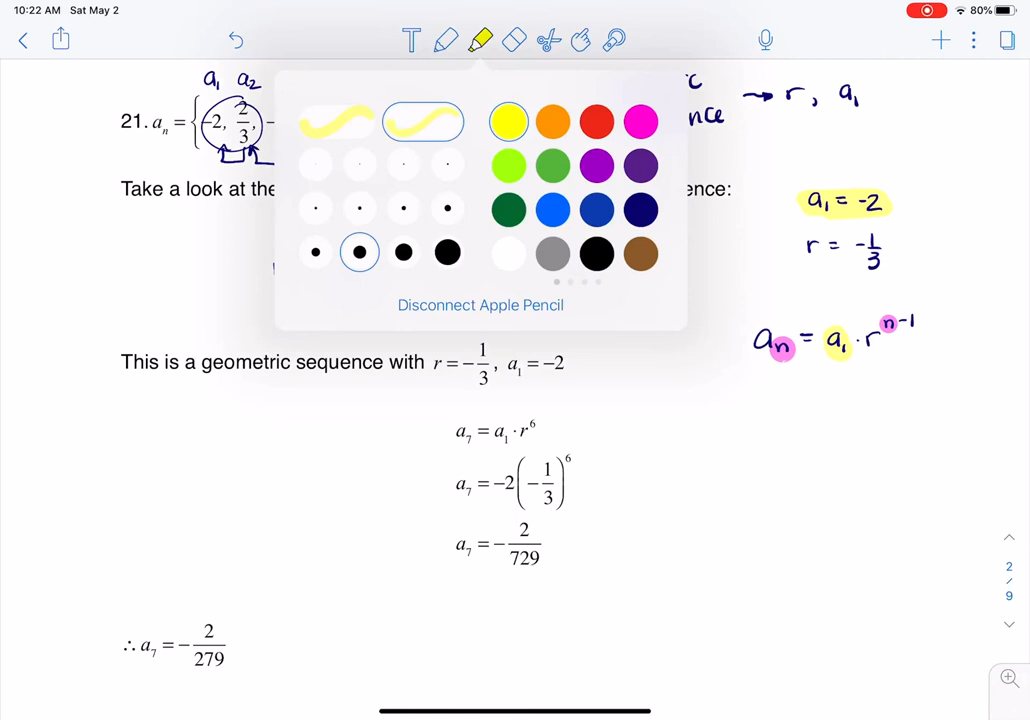 10:22 AM Sat May 2
80%
a₁ a₂
21. aₙ = { -2, 2/3, -
→ r, a₁
nce
Take a look at the
ence:
a₁ = -2
r = -1/3
aₙ = a₁ · rⁿ⁻¹
Disconnect Apple Pencil
This is a geometric sequence with r = -1/3, a₁ = -2
a₇ = a₁ · r⁶
a₇ = -2(-1/3)⁶
a₇ = -2/729
2
/
9
∴ a₇ = -2/279